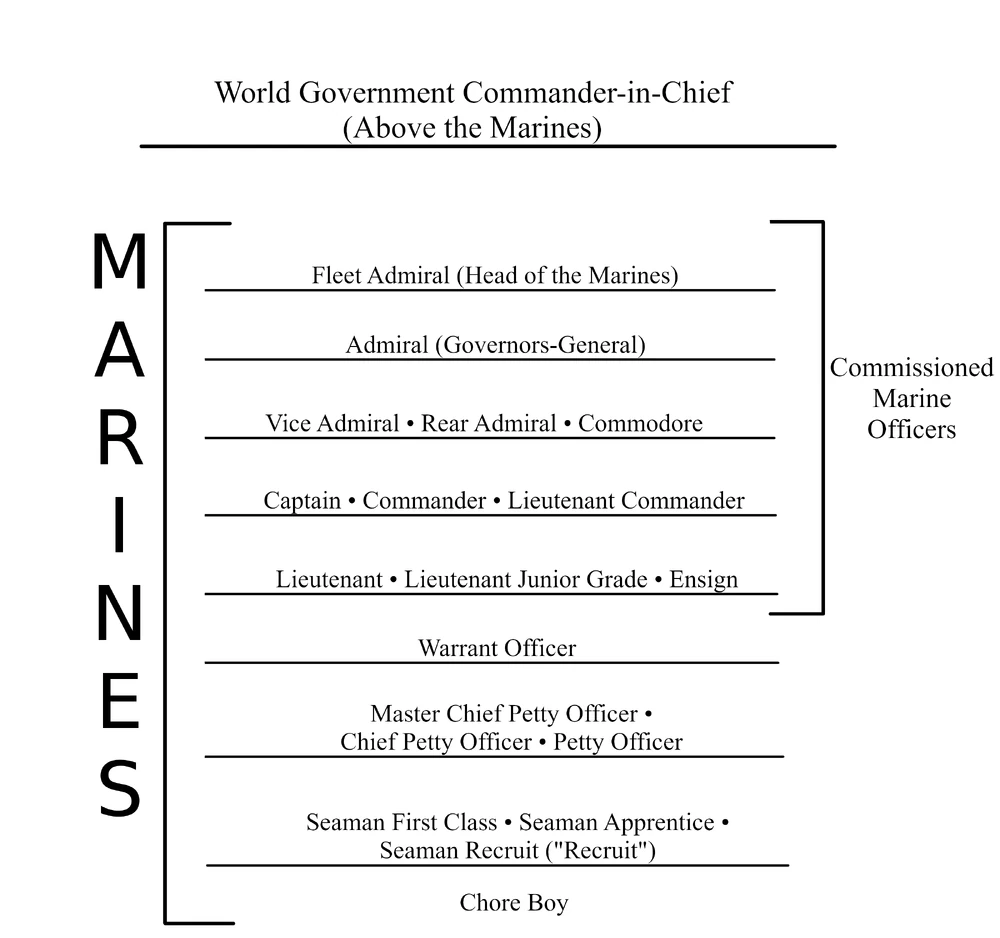 World Government Commander-in-Chief
(Above the Marines)
MARINES
Fleet Admiral (Head of the Marines)
Admiral (Governors-General)
Vice Admiral • Rear Admiral • Commodore
Captain • Commander • Lieutenant Commander
Lieutenant • Lieutenant Junior Grade • Ensign
Commissioned
Marine
Officers
Warrant Officer
Master Chief Petty Officer •
Chief Petty Officer • Petty Officer
Seaman First Class • Seaman Apprentice •
Seaman Recruit ("Recruit")
Chore Boy